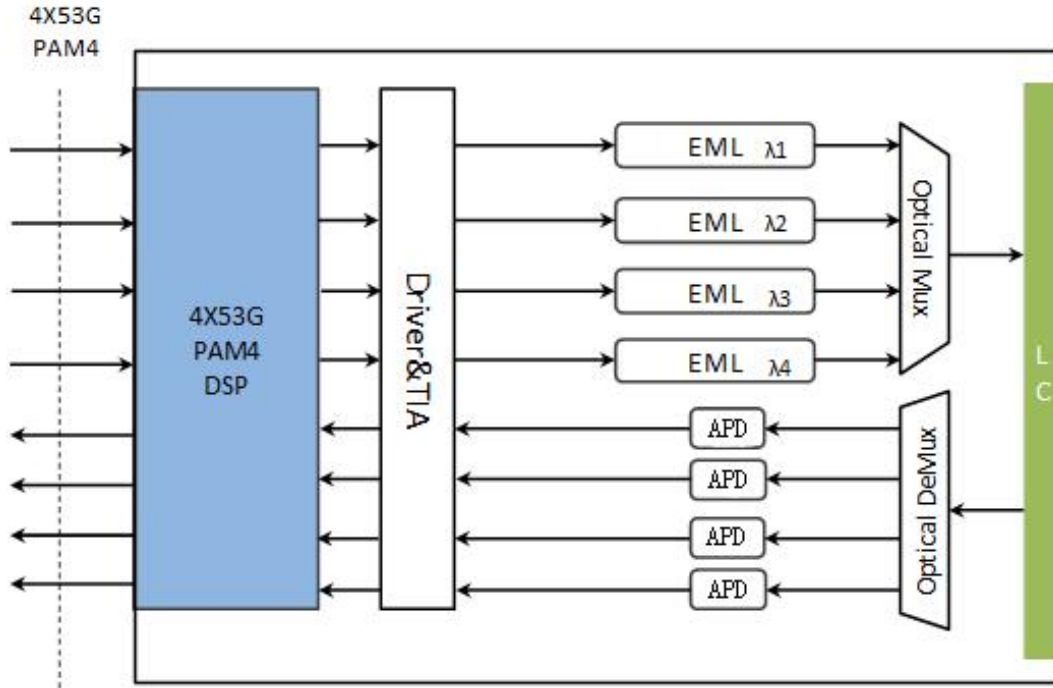 4X53G
PAM4
4X53G
PAM4
DSP
Driver&TIA
EML λ1
EML λ2
EML λ3
EML λ4
APD
APD
APD
APD
Optical Mux
Optical DeMux
L
C